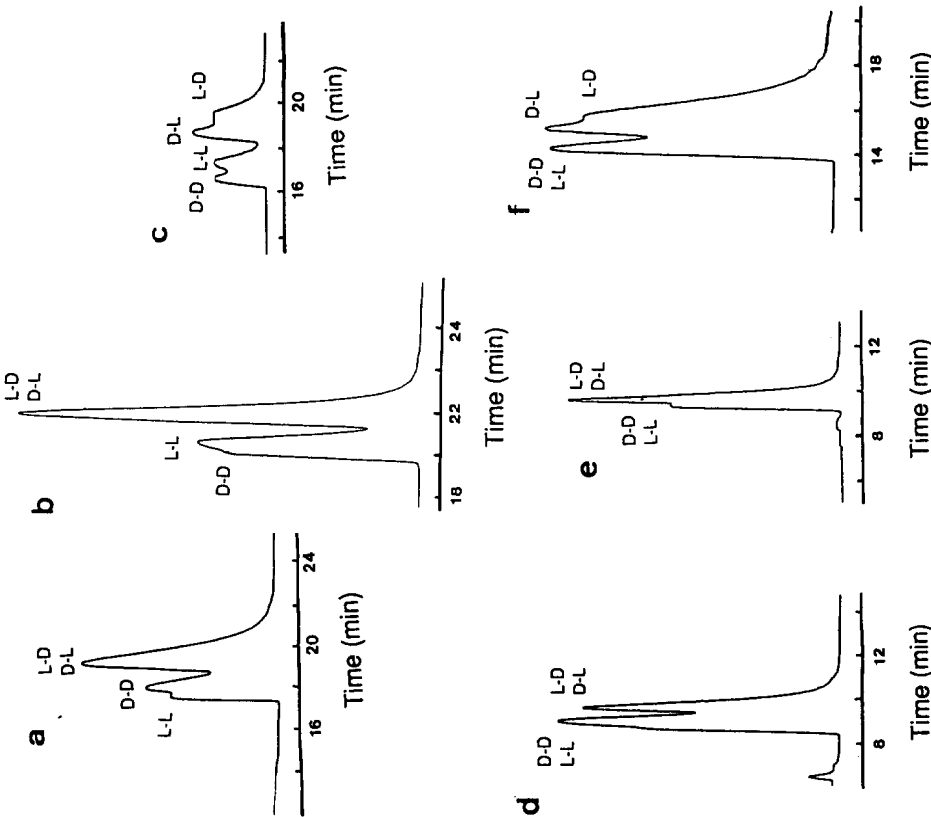 a
L-L
D-D
L-D
D-L
16
20
24
Time (min)
b
D-D
L-L
L-D
D-L
18
22
24
Time (min)
c
D-D
L-L
D-L
L-D
16
20
Time (min)
d
D-D
L-L
L-D
D-L
8
12
Time (min)
e
D-D
L-L
L-D
D-L
8
12
Time (min)
f
D-D
L-L
D-L
L-D
14
18
Time (min)